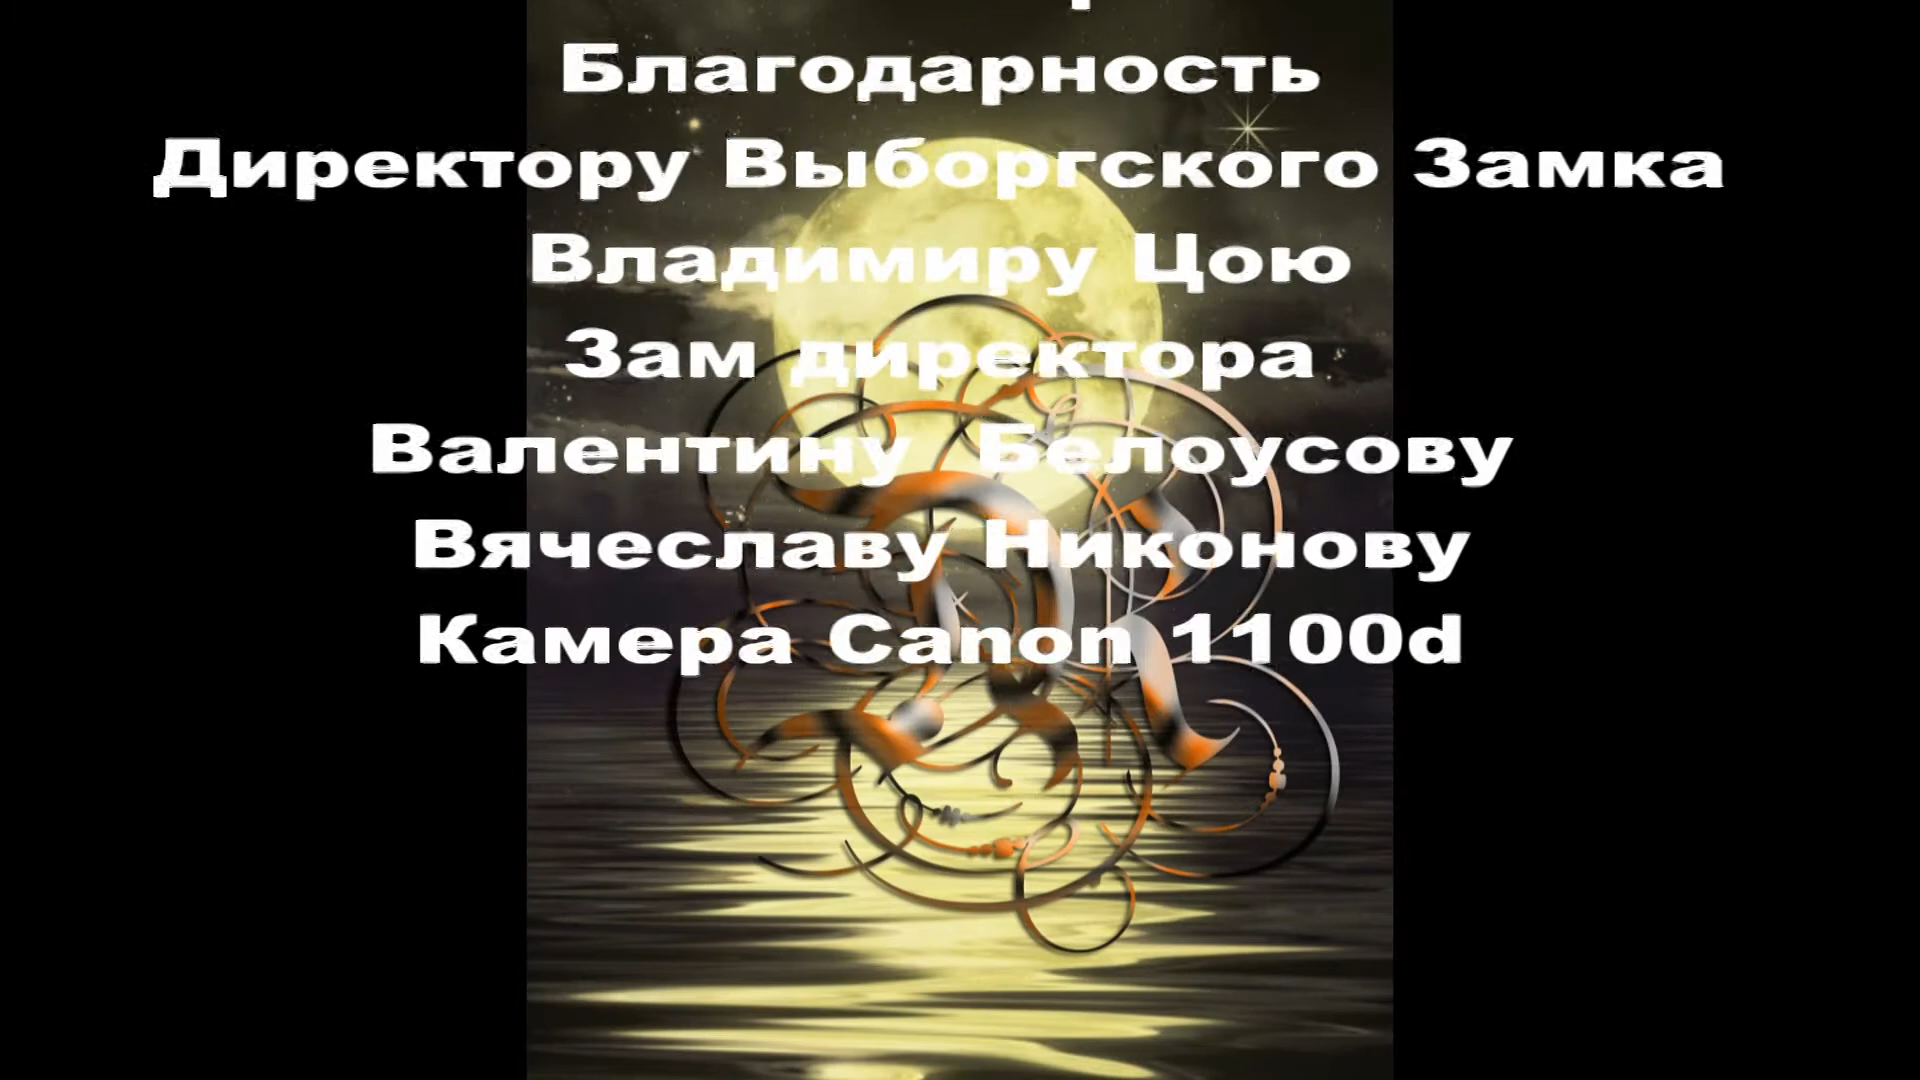 Благодарность
Директору Выборгского Замка
Владимиру Цою
Зам директора
Валентину Белоусову
Вячеславу Никонову
Камера Canon 1100d